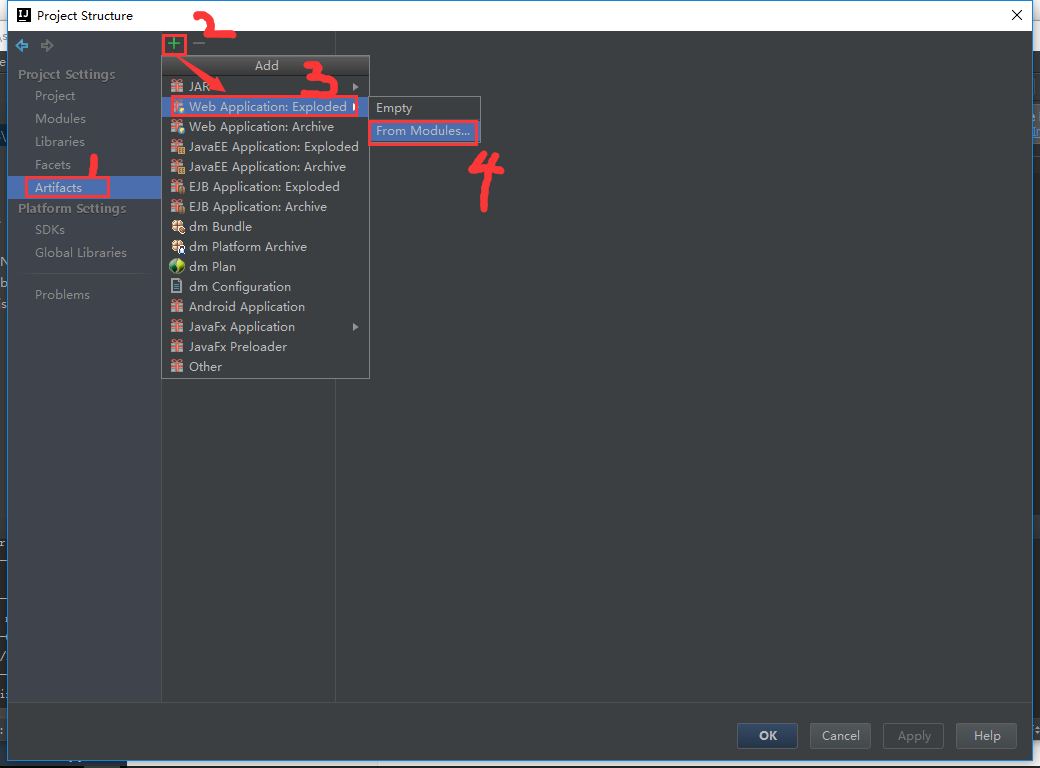 Project Structure
2
Project Settings
Project
Modules
Libraries
Facets
1
Artifacts
Platform Settings
SDKs
Global Libraries
Problems
Add
3
JAR
Web Application: Exploded
Web Application: Archive
JavaEE Application: Exploded
JavaEE Application: Archive
EJB Application: Exploded
EJB Application: Archive
dm Bundle
dm Platform Archive
dm Plan
dm Configuration
Android Application
JavaFx Application
JavaFx Preloader
Other
Empty
From Modules...
4
OK
Cancel
Apply
Help